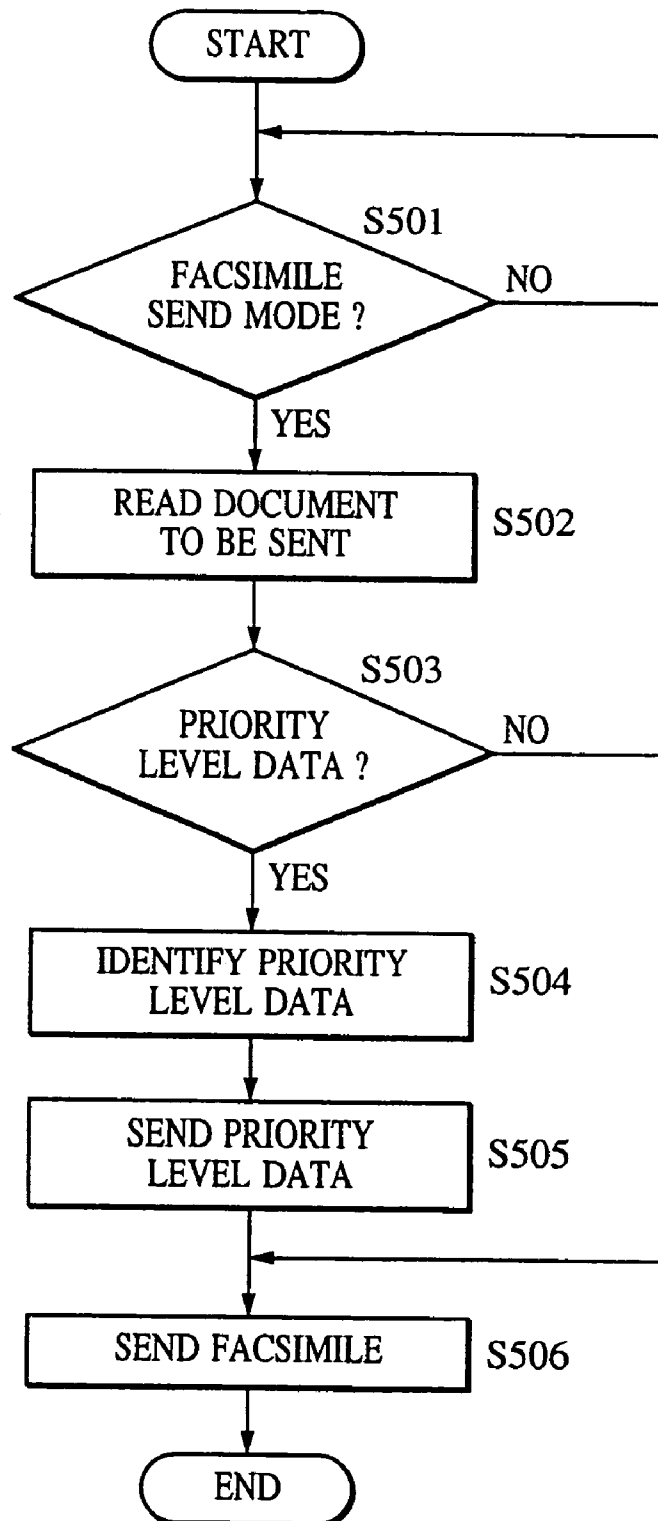 START
S501
FACSIMILE
SEND MODE ?
NO
YES
READ DOCUMENT
TO BE SENT
S502
S503
PRIORITY
LEVEL DATA ?
NO
YES
IDENTIFY PRIORITY
LEVEL DATA
S504
SEND PRIORITY
LEVEL DATA
S505
SEND FACSIMILE
S506
END